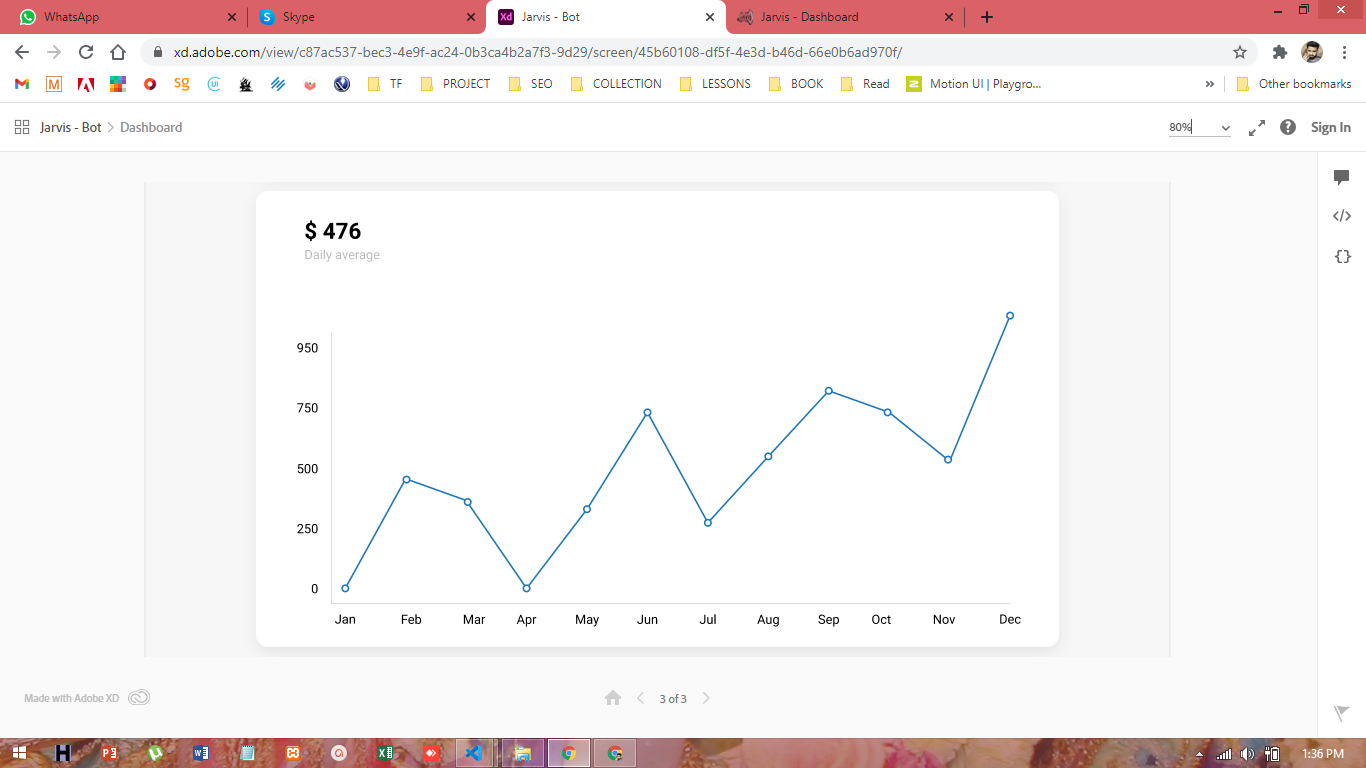 WhatsApp
Skype
Jarvis - Bot
Jarvis - Dashboard
xd.adobe.com/view/c87ac537-bec3-4e9f-ac24-0b3ca4b2a7f3-9d29/screen/45b60108-df5f-4e3d-b46d-66e0b6ad970f/
TF PROJECT SEO COLLECTION LESSONS BOOK Read Motion UI | Playgro... » Other bookmarks
Jarvis - Bot > Dashboard
80%
Sign In
$ 476
Daily average
950
750
500
250
0
Jan Feb Mar Apr May Jun Jul Aug Sep Oct Nov Dec
Made with Adobe XD
3 of 3
1:36 PM